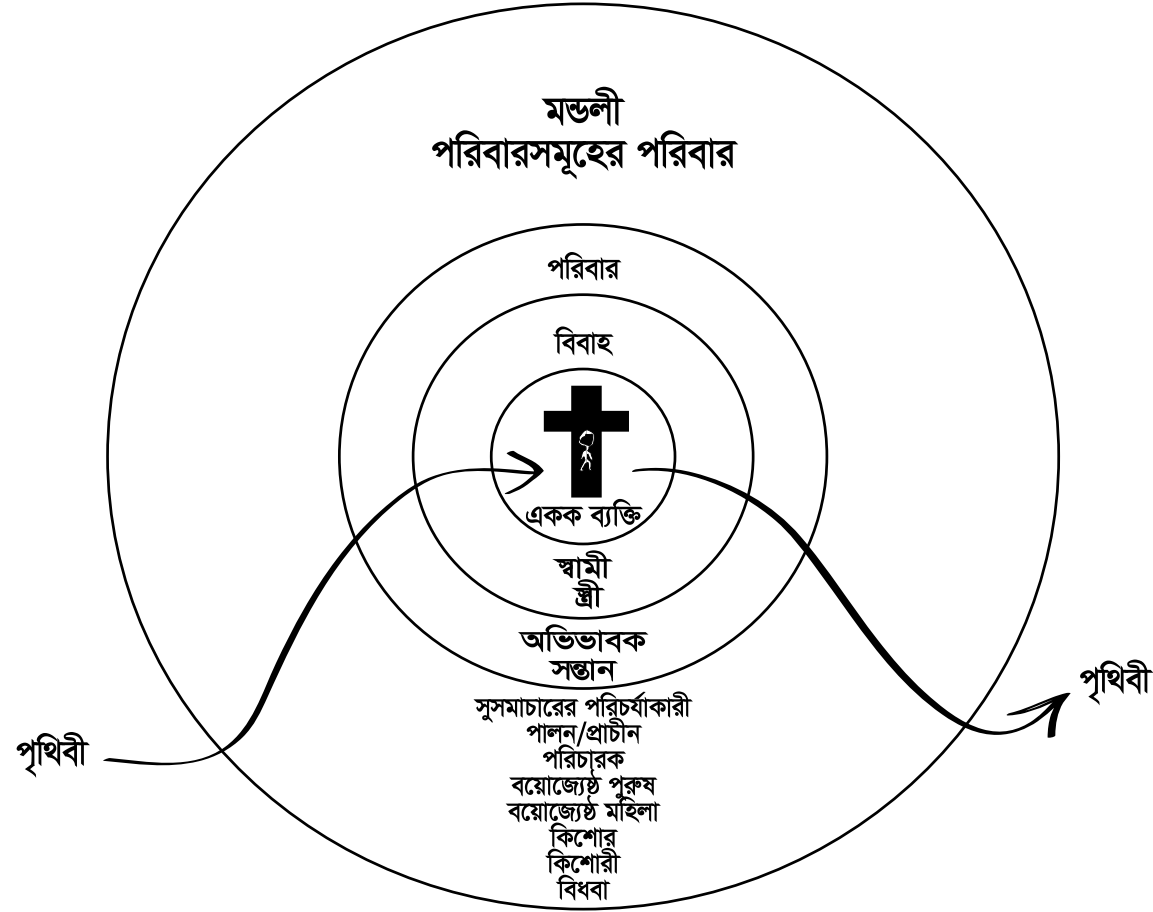 মন্ডলী
পরিবারসমূহের পরিবার
পরিবার
বিবাহ
একক ব্যক্তি
স্বামী
স্ত্রী
অভিভাবক
সন্তান
সুসমাচারের পরিচর্যাকারী
পালন/প্রাচীন
পরিচারক
বয়োজ্যেষ্ঠ পুরুষ
বয়োজ্যেষ্ঠ মহিলা
কিশোর
কিশোরী
বিধবা
পৃথিবী
পৃথিবী